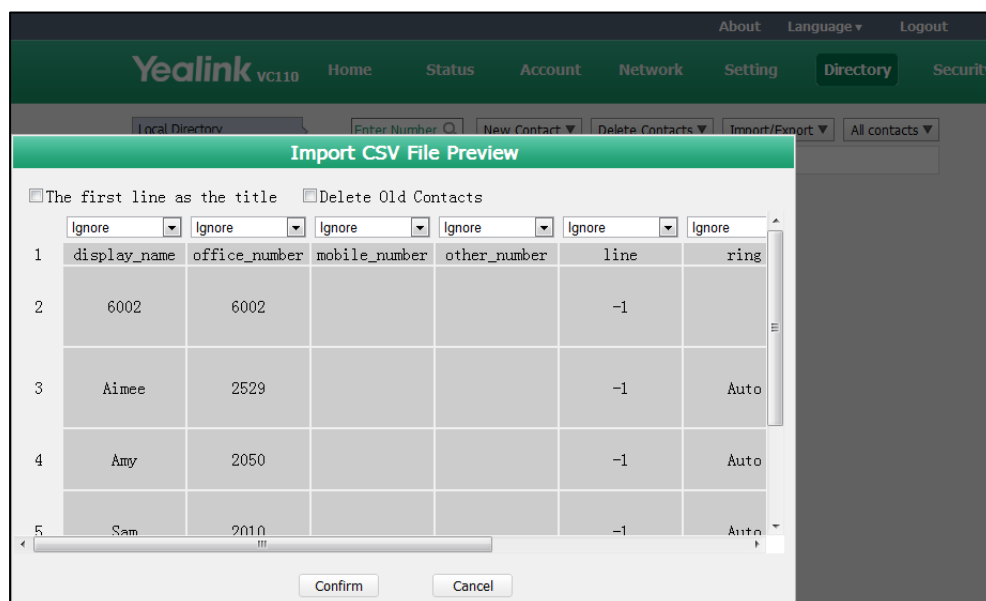 About Language ▾ Logout
Yealink VC110 Home Status Account Network Setting Directory Securit
Local Directory Enter Number New Contact ▼ Delete Contacts ▼ Import/Export ▼ All contacts ▼
Import CSV File Preview
The first line as the title Delete Old Contacts
Ignore Ignore Ignore Ignore Ignore Ignore
1 display_name office_number mobile_number other_number line ring
2 6002 6002 -1
3 Aimee 2529 -1 Auto
4 Amy 2050 -1 Auto
5 Sam 2010 -1 Auto
Confirm Cancel